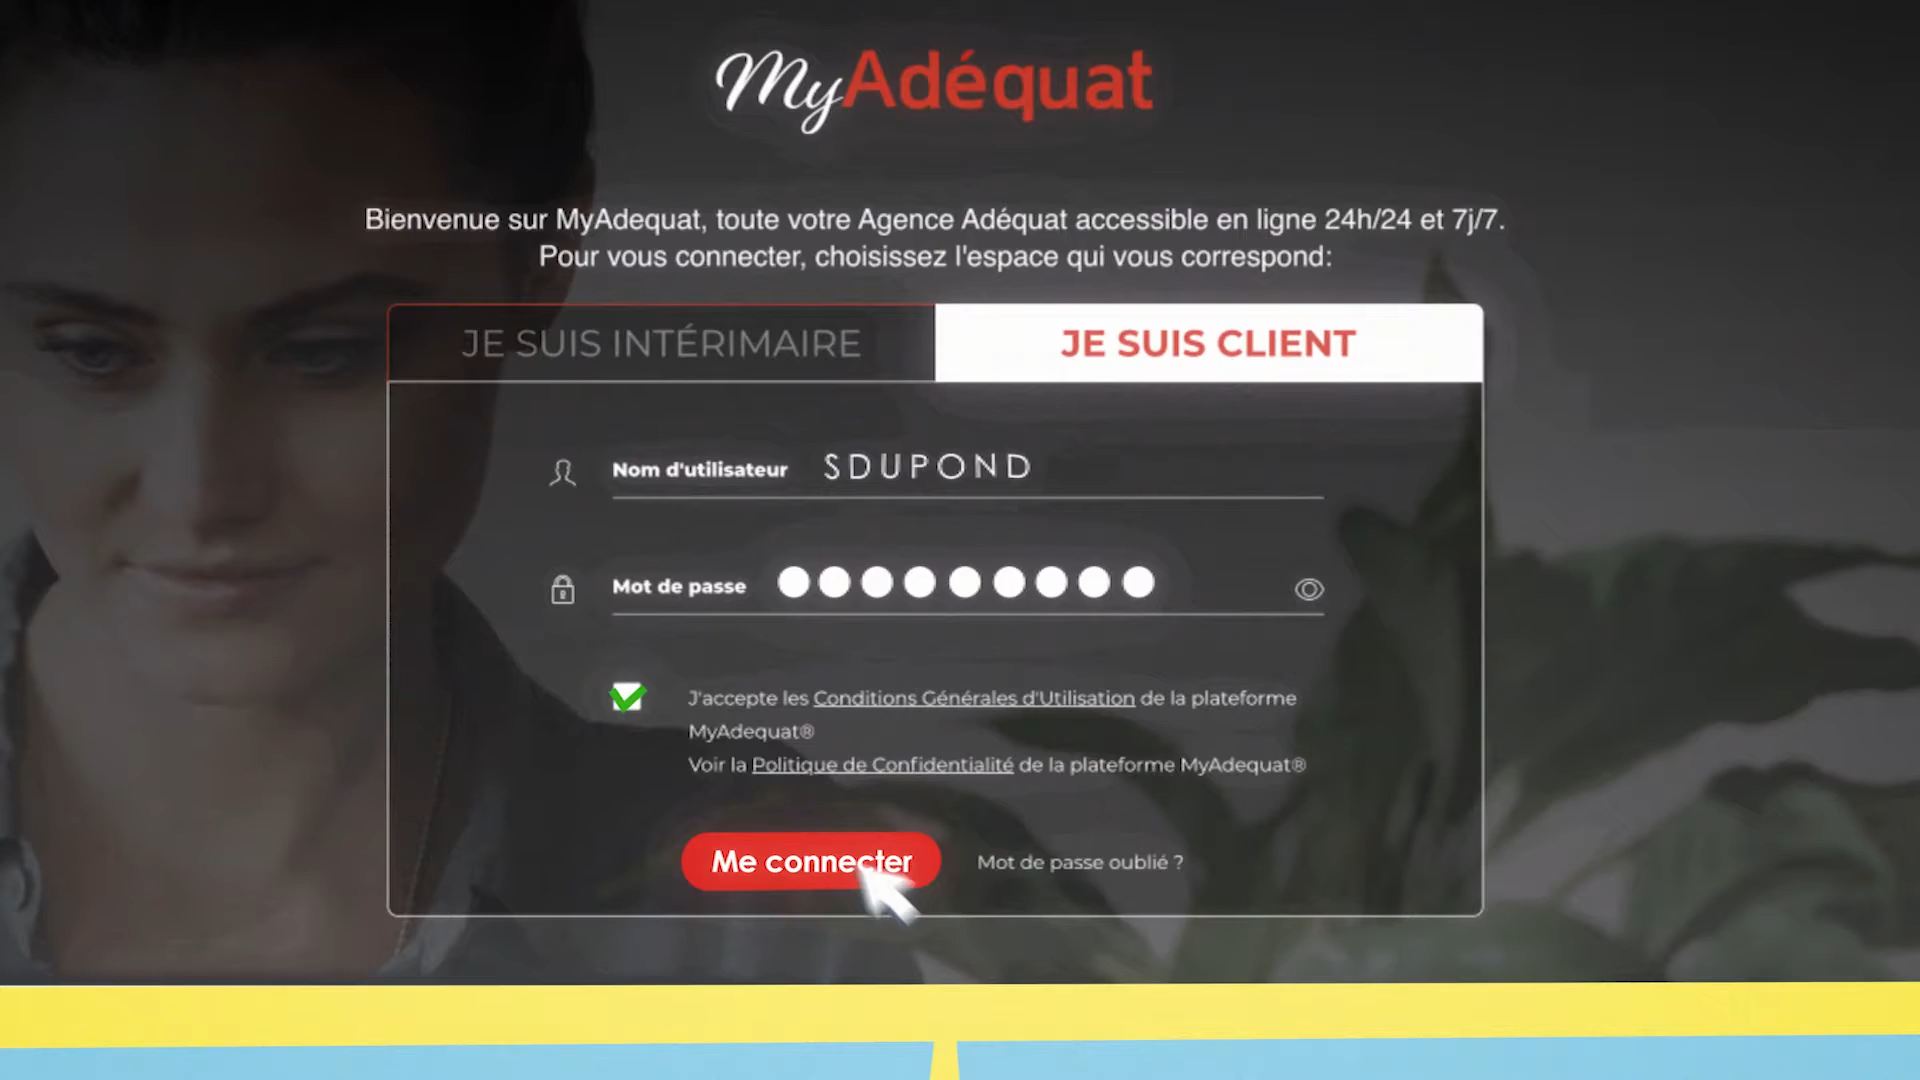 MyAdéquat
Bienvenue sur MyAdequat, toute votre Agence Adéquat accessible en ligne 24h/24 et 7j/7.
Pour vous connecter, choisissez l'espace qui vous correspond:
JE SUIS INTÉRIMAIRE
JE SUIS CLIENT
Nom d'utilisateur SDUPOND
Mot de passe
J'accepte les Conditions Générales d'Utilisation de la plateforme
MyAdequat®
Voir la Politique de Confidentialité de la plateforme MyAdequat®
Me connecter
Mot de passe oublié ?